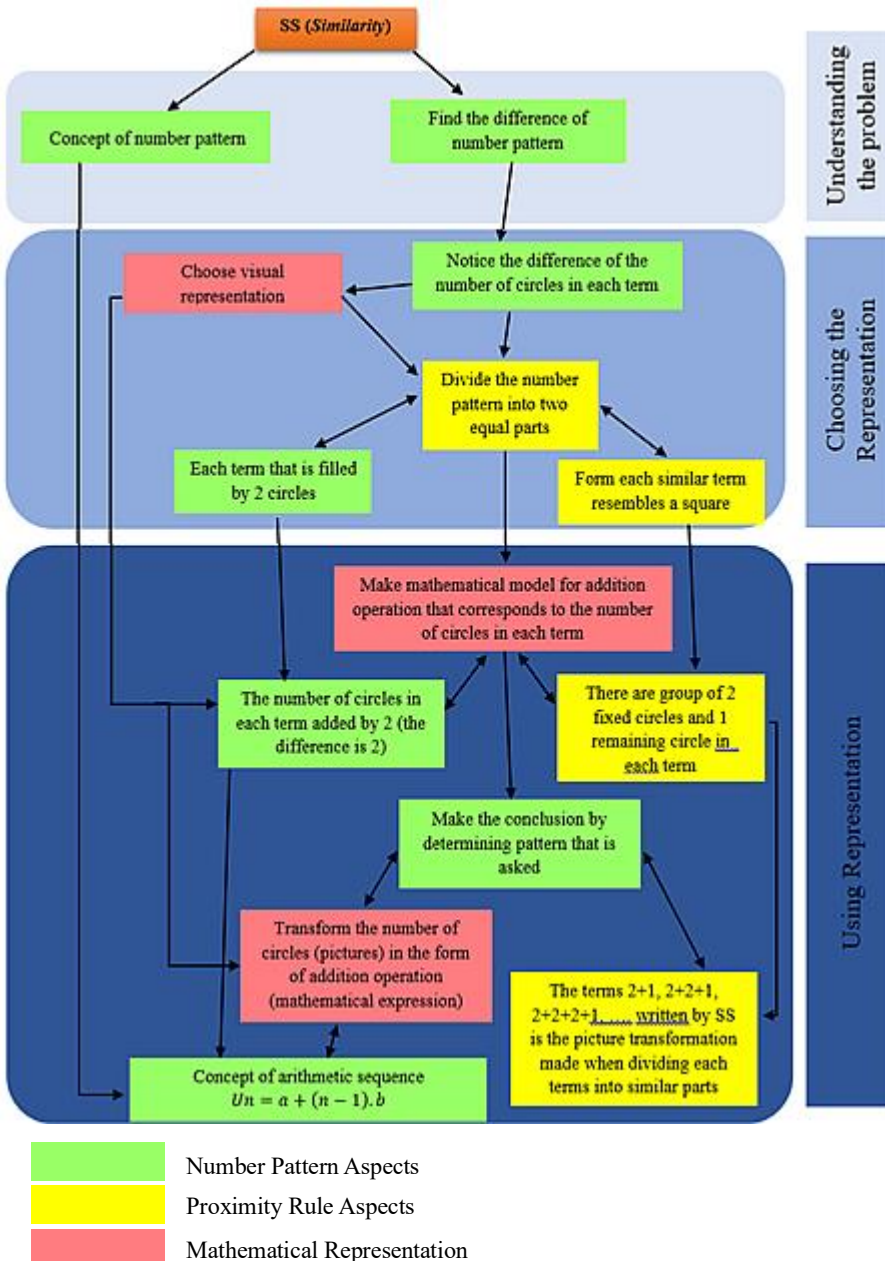 SS (Similarity)
Understanding
the problem
Concept of number pattern
Find the difference of
number pattern
Choosing the
Representation
Choose visual
representation
Notice the difference of the
number of circles in each term
Divide the number
pattern into two
equal parts
Each term that is filled
by 2 circles
Form each similar term
resembles a square
Using Representation
Make mathematical model for addition
operation that corresponds to the number
of circles in each term
The number of circles in
each term added by 2 (the
difference is 2)
There are group of 2
fixed circles and 1
remaining circle in
each term
Make the conclusion by
determining pattern that is
asked
Transform the number of
circles (pictures) in the form
of addition operation
(mathematical expression)
The terms 2+1, 2+2+1,
2+2+2+1, .... written by SS
is the picture transformation
made when dividing each
terms into similar parts
Concept of arithmetic sequence
Un = a + (n − 1). b
Number Pattern Aspects
Proximity Rule Aspects
Mathematical Representation